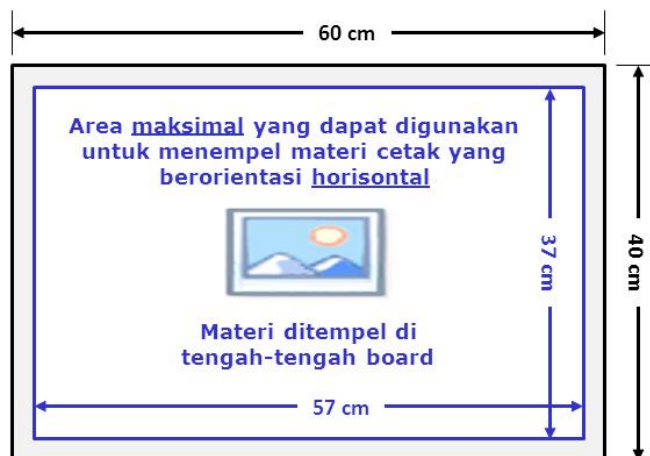 60 cm
Area maksimal yang dapat digunakan
untuk menempel materi cetak yang
berorientasi horisontal
37 cm
40 cm
Materi ditempel di
tengah-tengah board
57 cm